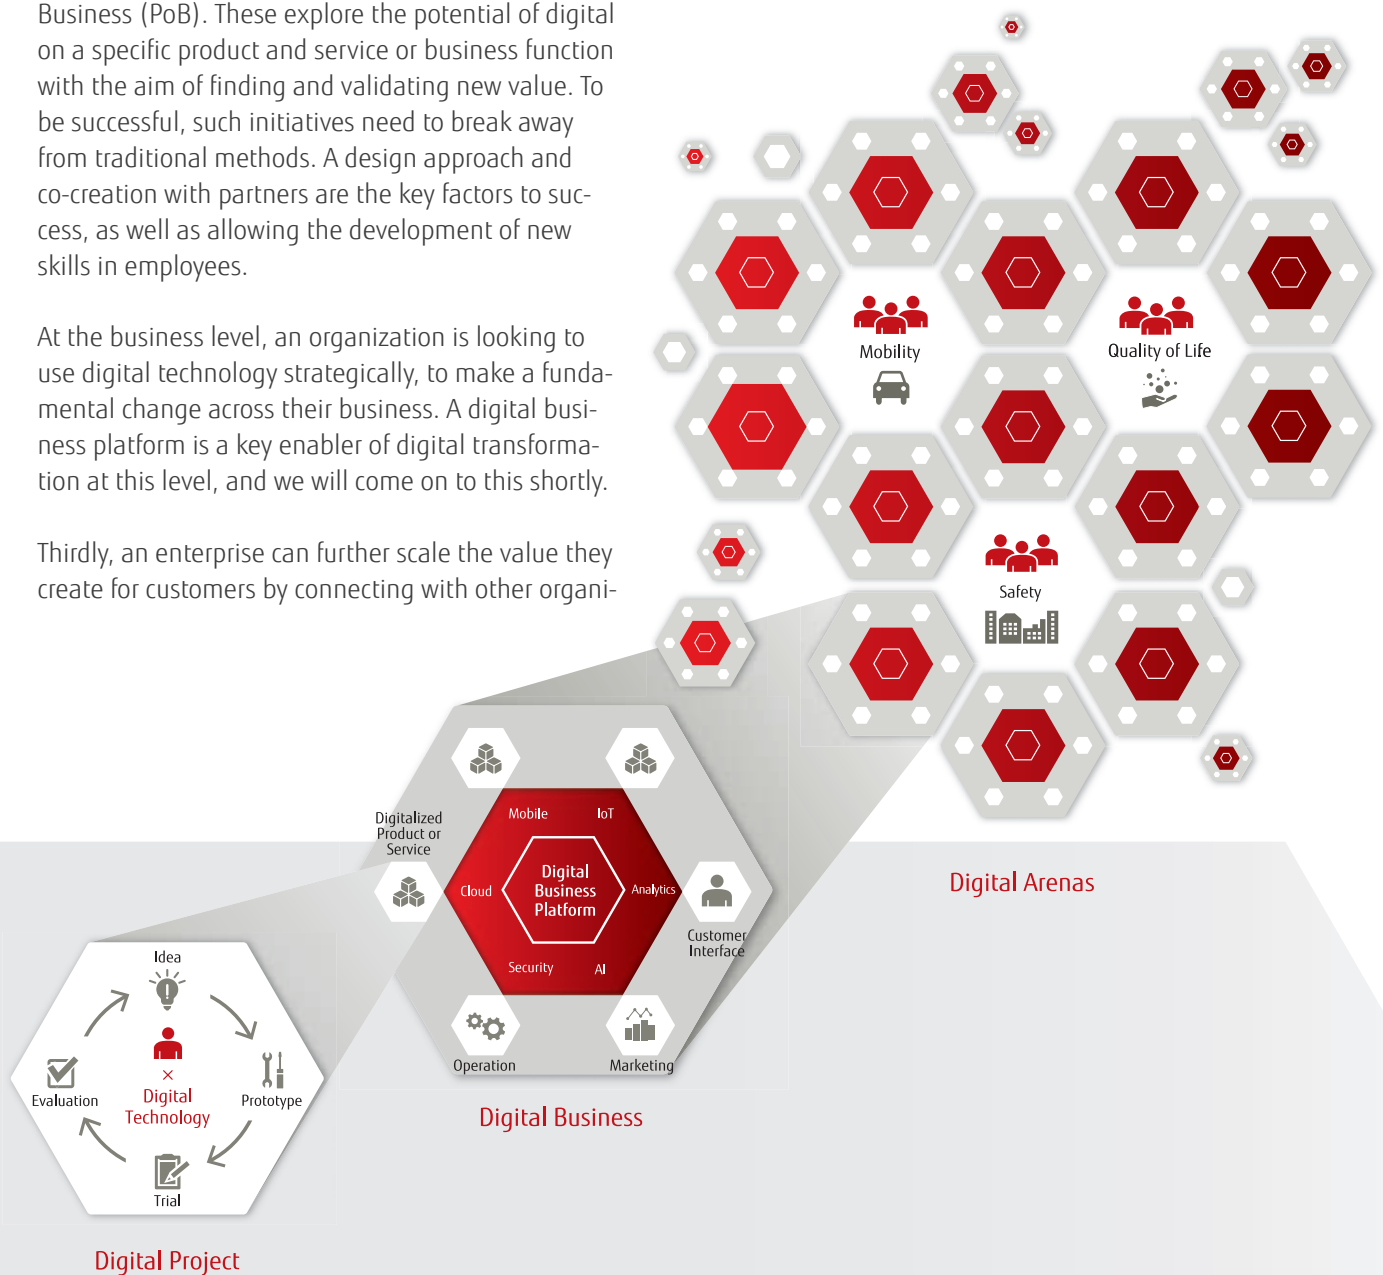 Business (PoB). These explore the potential of digital
on a specific product and service or business function
with the aim of finding and validating new value. To
be successful, such initiatives need to break away
from traditional methods. A design approach and
co-creation with partners are the key factors to suc-
cess, as well as allowing the development of new
skills in employees.
At the business level, an organization is looking to
use digital technology strategically, to make a funda-
mental change across their business. A digital busi-
ness platform is a key enabler of digital transforma-
tion at this level, and we will come on to this shortly.
Thirdly, an enterprise can further scale the value they
create for customers by connecting with other organi-
Mobility
Quality of Life
Safety
Digital Arenas
Digitalized
Product or
Service
Mobile
IoT
Cloud
Digital
Business
Platform
Analytics
Security
AI
Customer
Interface
Operation
Marketing
Digital Business
Idea
Evaluation
×
Digital
Technology
Prototype
Trial
Digital Project